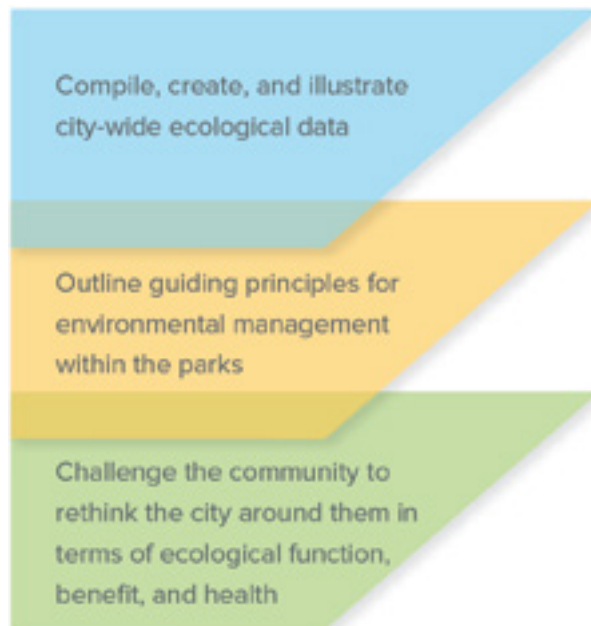 Compile, create, and illustrate
city-wide ecological data
Outline guiding principles for
environmental management
within the parks
Challenge the community to
rethink the city around them in
terms of ecological function,
benefit, and health